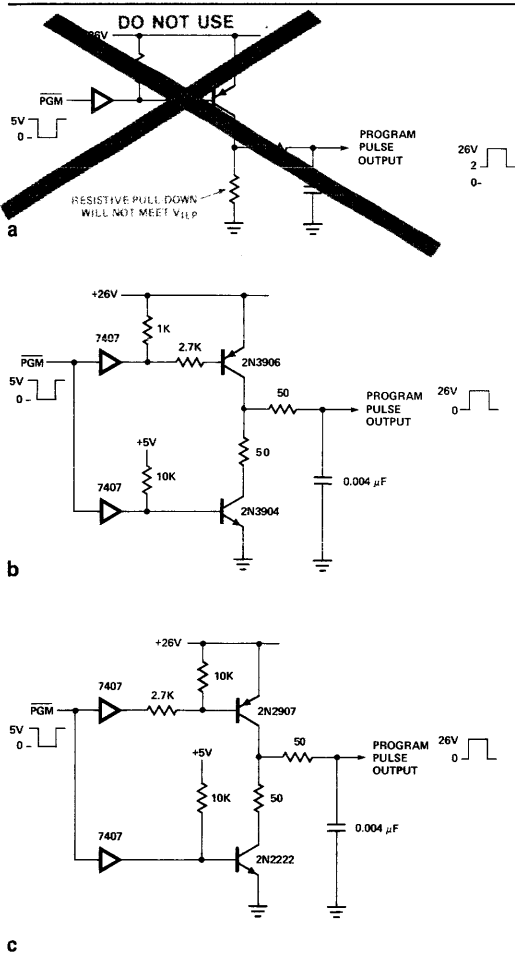 DO NOT USE
26V
PGM
5V
0
PROGRAM
PULSE
OUTPUT
26V
2
0
RESISTIVE PULL DOWN
WILL NOT MEET VILP
a
+26V
7407
1K
2.7K
2N3906
PGM
5V
0
50
PROGRAM
PULSE
OUTPUT
26V
0
+5V
50
7407
10K
0.004 μF
2N3904
b
+26V
7407
10K
2.7K
2N2907
PGM
5V
0
50
PROGRAM
PULSE
OUTPUT
26V
0
+5V
10K
50
7407
0.004 μF
2N2222
c